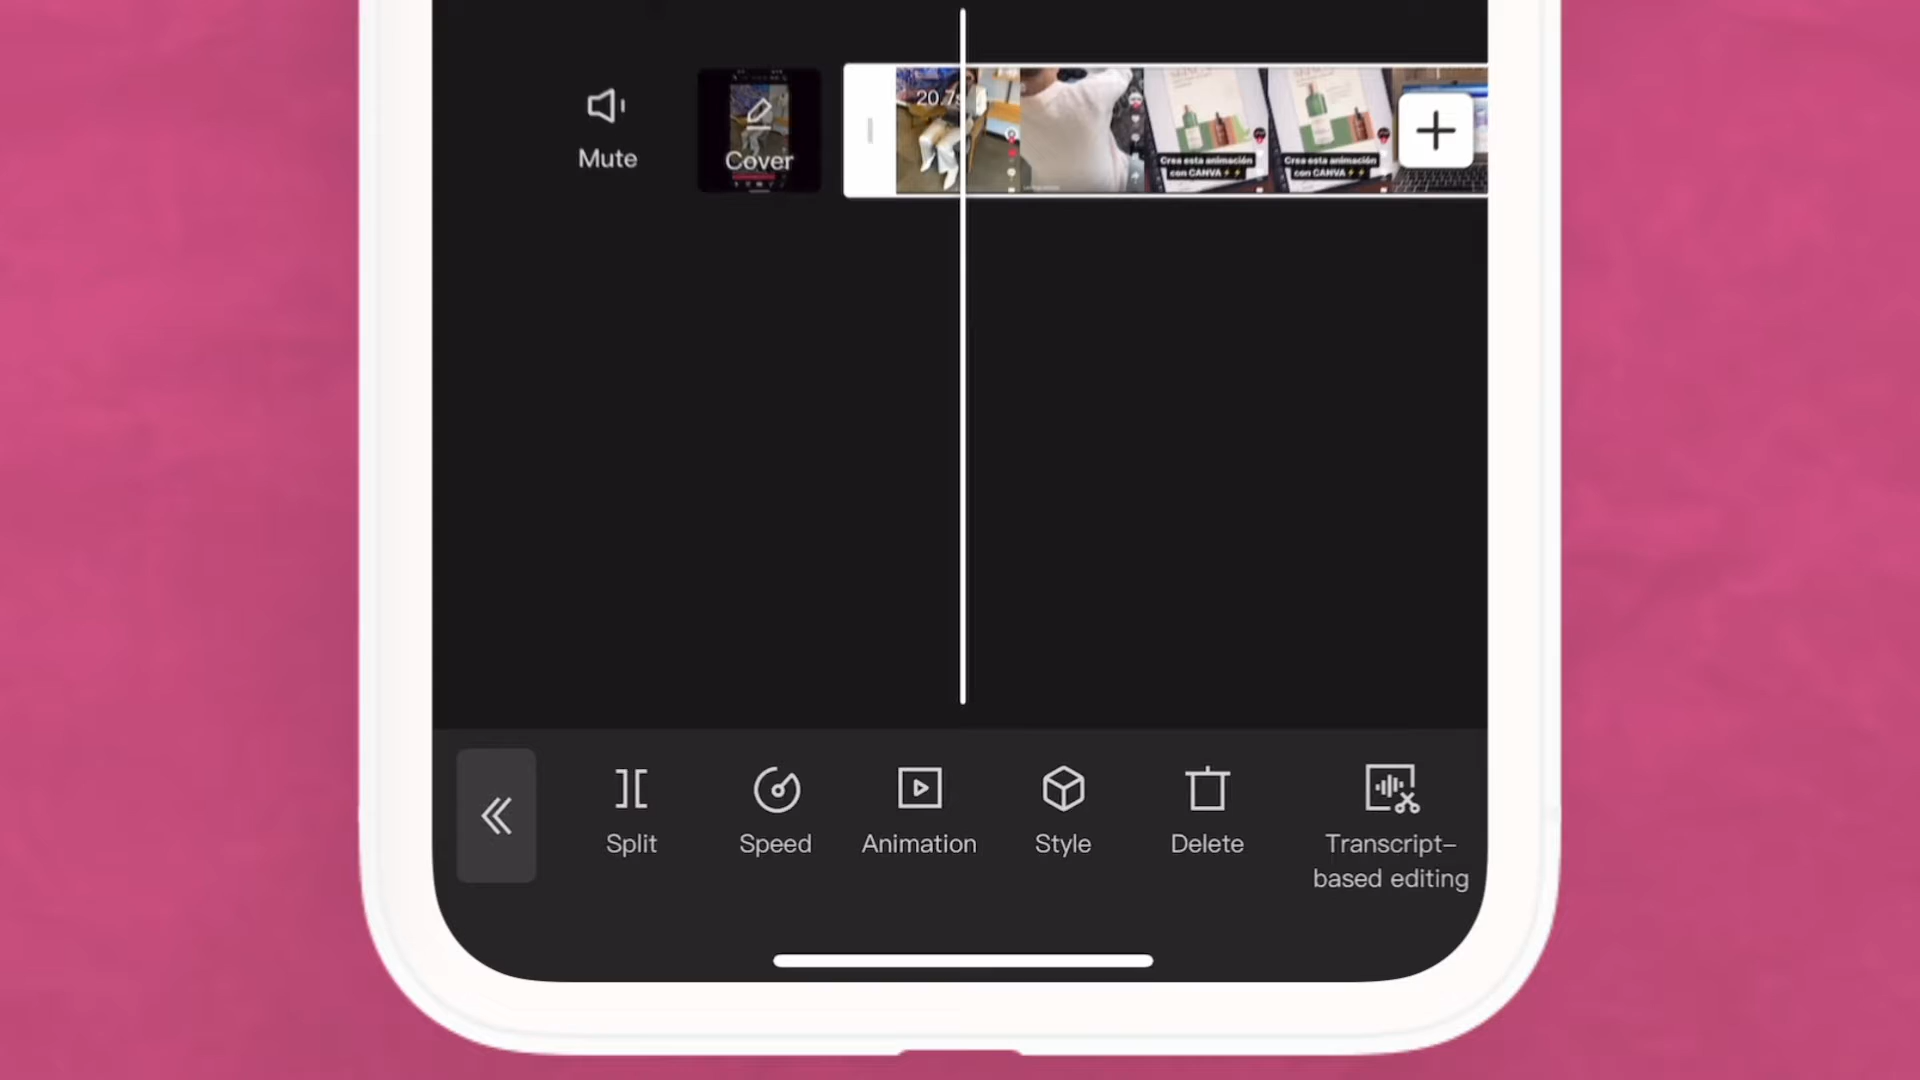 20.7s
Mute
Cover
Crea esta animación
con CANVA⚡⚡
Crea esta animación
con CANVA⚡⚡
Split
Speed
Animation
Style
Delete
Transcript-
based editing